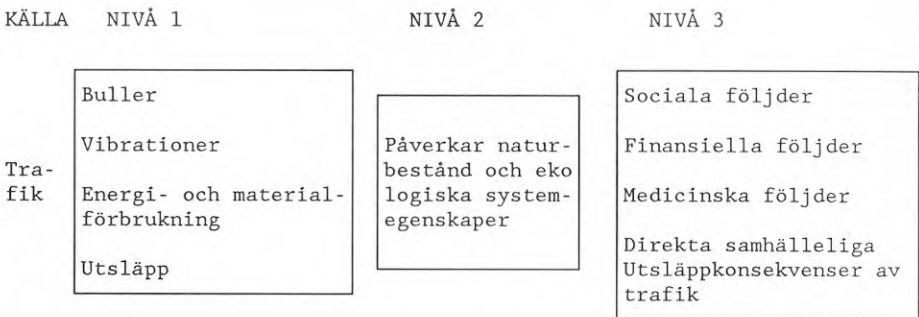 KÄLLA NIVÅ 1 NIVÅ 2 NIVÅ 3
Tra-
fik
Buller
Vibrationer
Energi- och material-
förbrukning
Utsläpp
Påverkar natur-
bestånd och eko
logiska system-
egenskaper
Sociala följder
Finansiella följder
Medicinska följder
Direkta samhälleliga
Utsläppkonsekvenser av
trafik